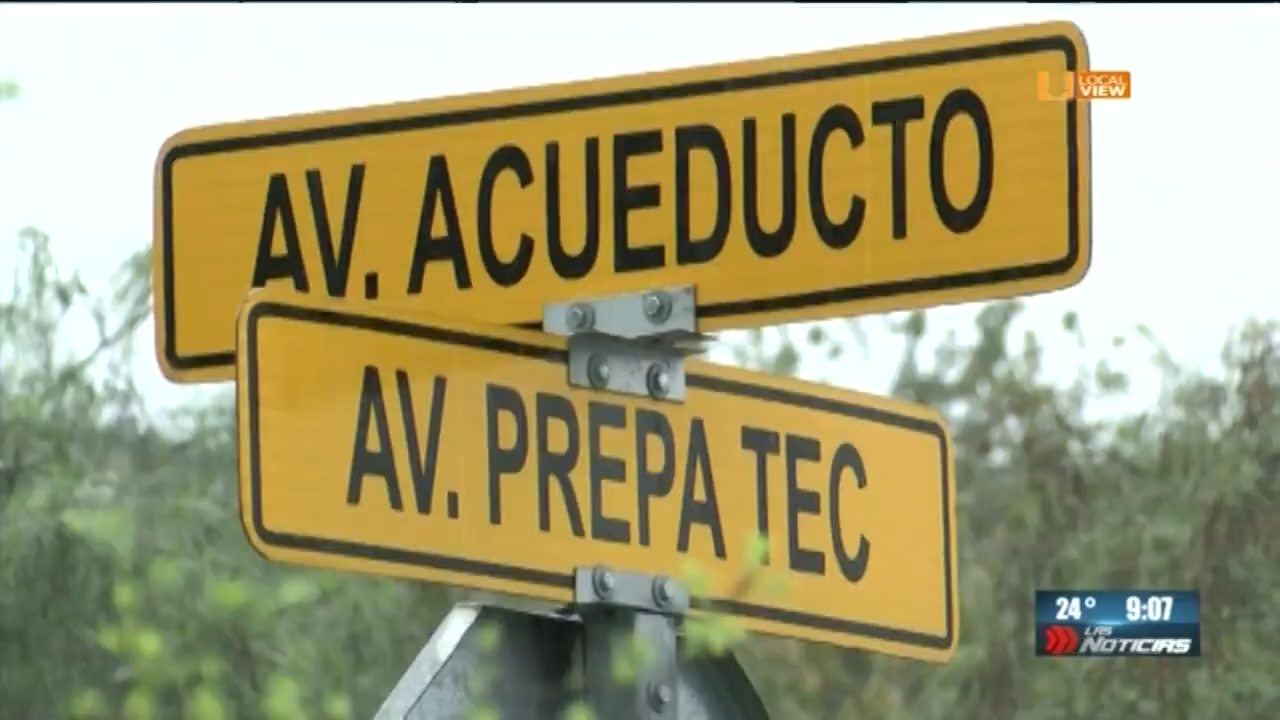 AV. ACUEDUCTO
U LOCAL VIEW
AV. PREPA TEC
24° 9:07
LAS NOTICIAS